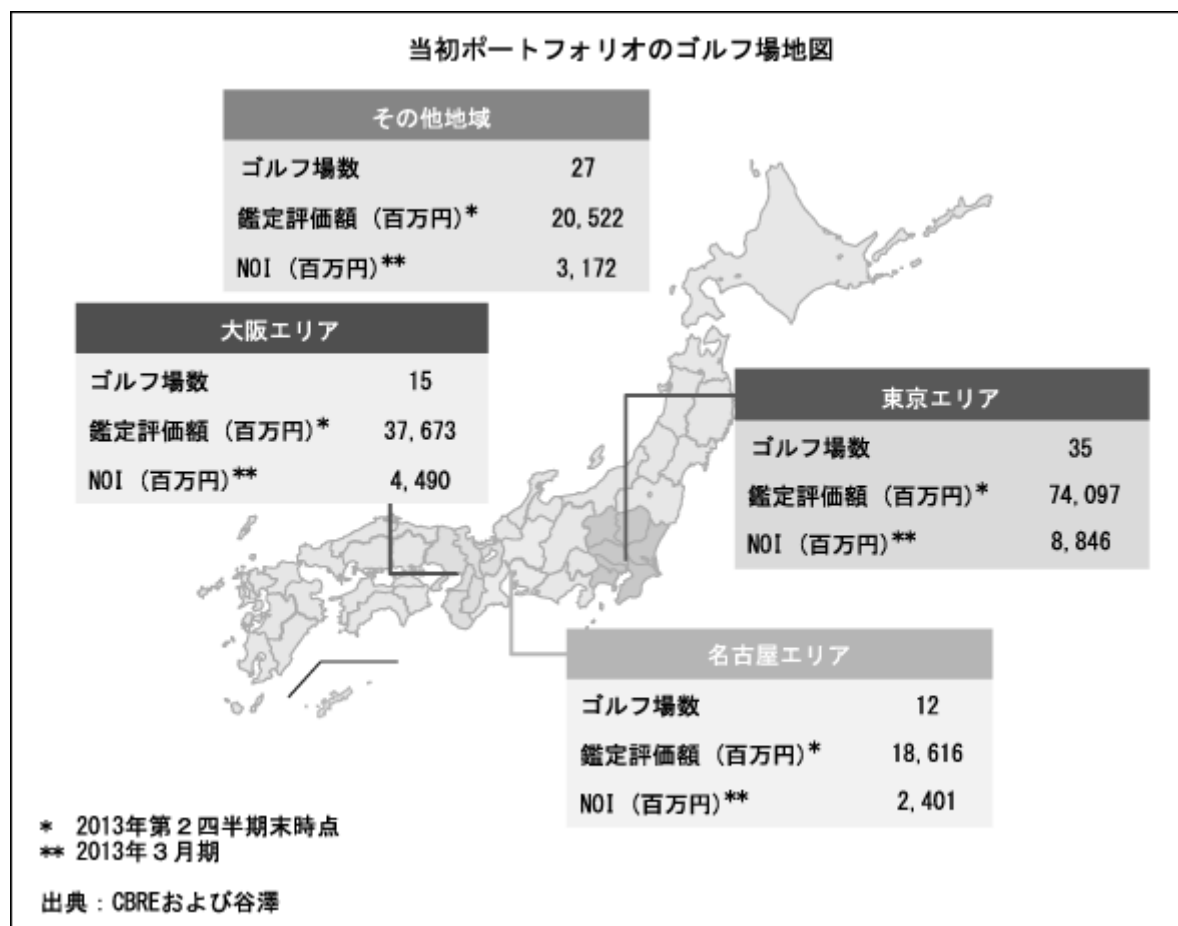 当初ポートフォリオのゴルフ場地図
その他地域
ゴルフ場数 27
鑑定評価額 (百万円)* 20,522
NOI (百万円)** 3,172
大阪エリア
ゴルフ場数 15
鑑定評価額 (百万円)* 37,673
NOI (百万円)** 4,490
東京エリア
ゴルフ場数 35
鑑定評価額 (百万円)* 74,097
NOI (百万円)** 8,846
名古屋エリア
ゴルフ場数 12
鑑定評価額 (百万円)* 18,616
NOI (百万円)** 2,401
* 2013年第2四半期末時点
** 2013年3月期
出典:CBREおよび谷澤